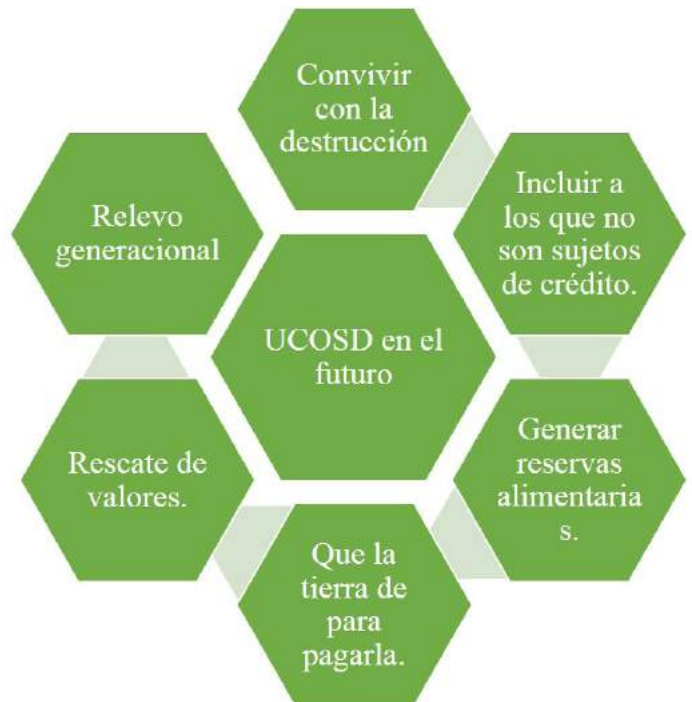 Convivir
con la
destrucción
Incluir a
los que no
son sujetos
de crédito.
Generar
reservas
alimentaria
s.
Que la
tierra de
para
pagarla.
Rescate de
valores.
Relevo
generacional
UCOSD en el
futuro